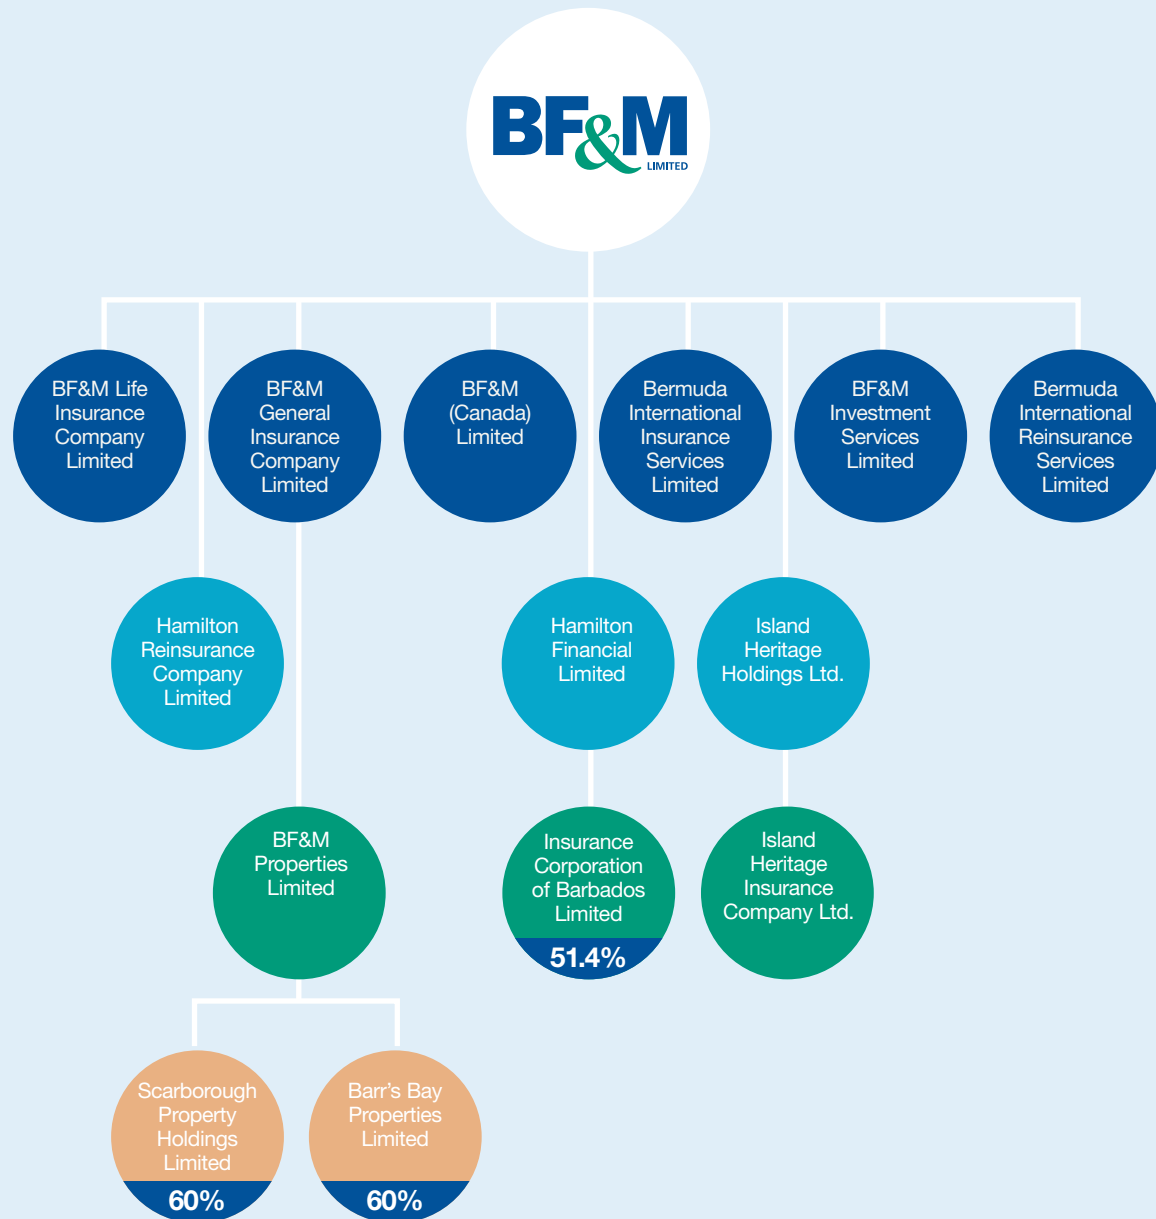 BF&M
LIMITED
BF&M Life
Insurance
Company
Limited
BF&M
General
Insurance
Company
Limited
BF&M
(Canada)
Limited
Bermuda
International
Insurance
Services
Limited
BF&M
Investment
Services
Limited
Bermuda
International
Reinsurance
Services
Limited
Hamilton
Reinsurance
Company
Limited
Hamilton
Financial
Limited
Island
Heritage
Holdings Ltd.
BF&M
Properties
Limited
Insurance
Corporation
of Barbados
Limited
51.4%
Island
Heritage
Insurance
Company Ltd.
Scarborough
Property
Holdings
Limited
60%
Barr's Bay
Properties
Limited
60%